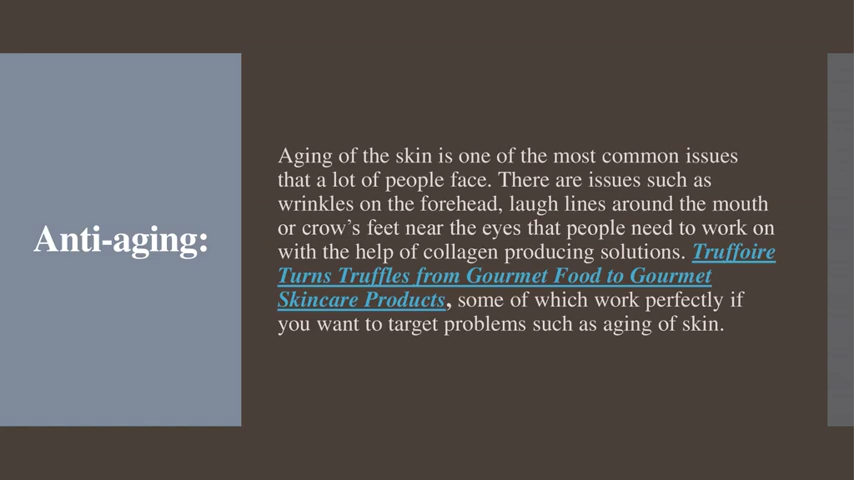 Anti-aging:
Aging of the skin is one of the most common issues
that a lot of people face. There are issues such as
wrinkles on the forehead, laugh lines around the mouth
or crow’s feet near the eyes that people need to work on
with the help of collagen producing solutions. Truffoire
Turns Truffles from Gourmet Food to Gourmet
Skincare Products, some of which work perfectly if
you want to target problems such as aging of skin.